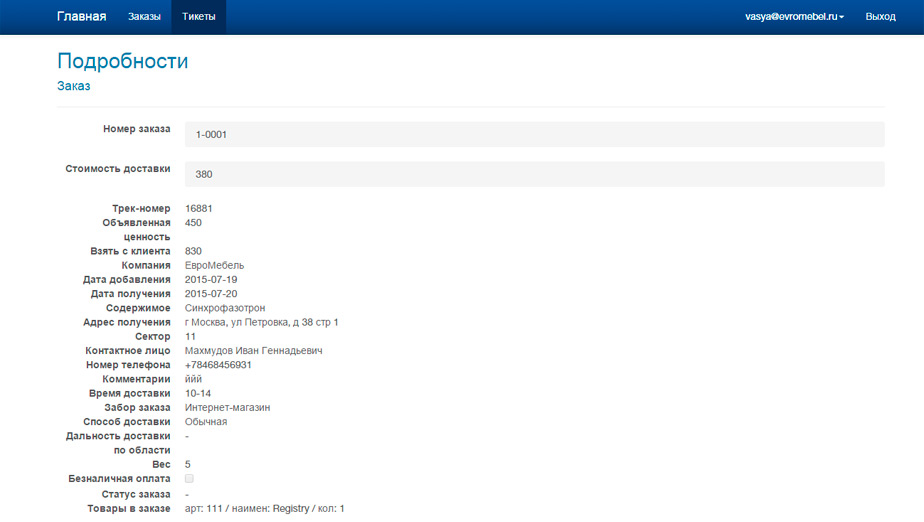 Главная Заказы Тикеты vasya@evromebel.ru Выход
Подробности
Заказ
Номер заказа 1-0001
Стоимость доставки 380
Трек-номер 16881
Объявленная 450
ценность
Взять с клиента 830
Компания ЕвроМебель
Дата добавления 2015-07-19
Дата получения 2015-07-20
Содержимое Синхрофазотрон
Адрес получения г Москва, ул Петровка, д 38 стр 1
Сектор 11
Контактное лицо Махмудов Иван Геннадьевич
Номер телефона +78468456931
Комментарии ййй
Время доставки 10-14
Забор заказа Интернет-магазин
Способ доставки Обычная
Дальность доставки -
по области
Вес 5
Безналичная оплата
Статус заказа -
Товары в заказе арт: 111 / наимен: Registry / кол: 1